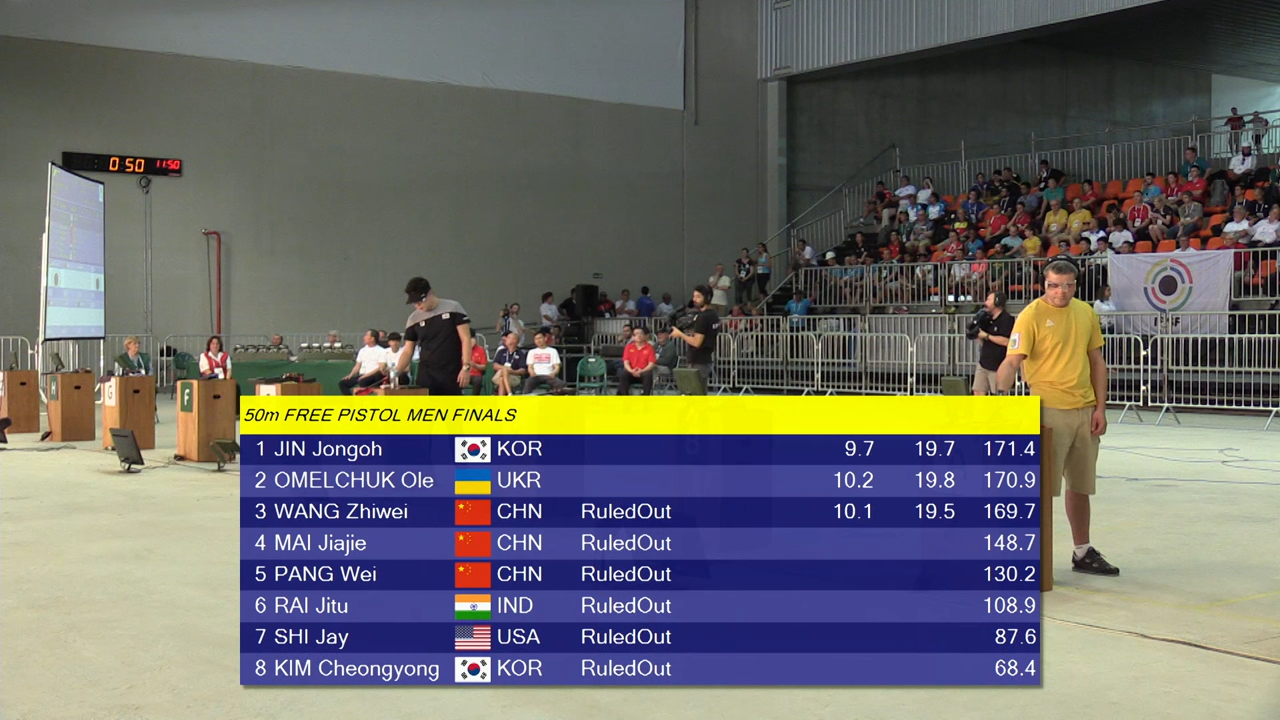 0:50 11:50
H
G
F
50m FREE PISTOL MEN FINALS
1 JIN Jongoh KOR 9.7 19.7 171.4
2 OMELCHUK Ole UKR 10.2 19.8 170.9
3 WANG Zhiwei CHN RuledOut 10.1 19.5 169.7
4 MAI Jiajie CHN RuledOut 148.7
5 PANG Wei CHN RuledOut 130.2
6 RAI Jitu IND RuledOut 108.9
7 SHI Jay USA RuledOut 87.6
8 KIM Cheongyong KOR RuledOut 68.4